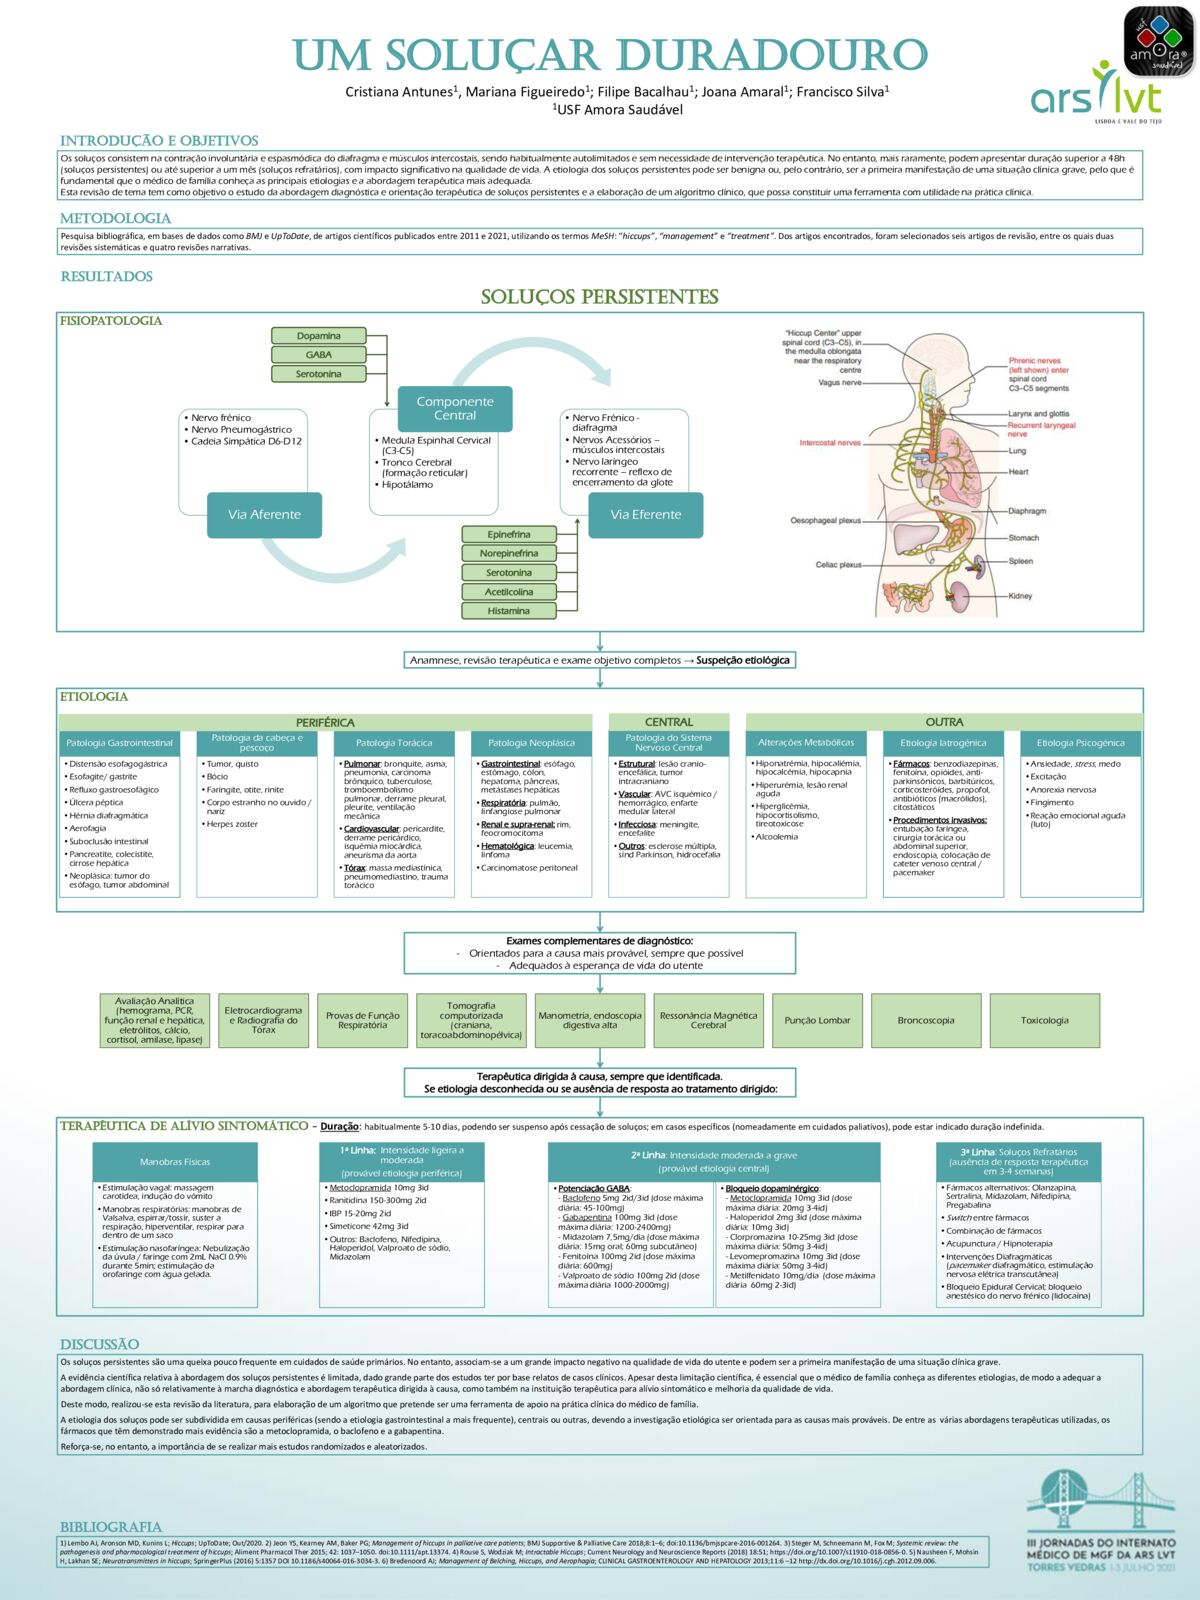 UM SOLUÇAR DURADOURO
Cristiana Antunes¹, Mariana Figueiredo¹; Filipe Bacalhau¹; Joana Amaral¹; Francisco Silva¹
¹USF Amora Saudável
usf
amOra®
saudável
arslvt
LISBOA E VALE DO TEJO
INTRODUÇÃO E OBJETIVOS
Os soluços consistem na contração involuntária e espasmódica do diafragma e músculos intercostais, sendo habitualmente autolimitados e sem necessidade de intervenção terapêutica. No entanto, mais raramente, podem apresentar duração superior a 48h
(soluços persistentes) ou até superior a um mês (soluços refratários), com impacto significativo na qualidade de vida. A etiologia dos soluços persistentes pode ser benigna ou, pelo contrário, ser a primeira manifestação de uma situação clínica grave, pelo que é
fundamental que o médico de família conheça as principais etiologias e a abordagem terapêutica mais adequada.
Esta revisão de tema tem como objetivo o estudo da abordagem diagnóstica e orientação terapêutica de soluços persistentes e a elaboração de um algoritmo clínico, que possa constituir uma ferramenta com utilidade na prática clínica.
METODOLOGIA
Pesquisa bibliográfica, em bases de dados como BMJ e UpToDate, de artigos científicos publicados entre 2011 e 2021, utilizando os termos MeSH: “hiccups”, “management” e “treatment”. Dos artigos encontrados, foram selecionados seis artigos de revisão, entre os quais duas
revisões sistemáticas e quatro revisões narrativas.
RESULTADOS
SOLUÇOS PERSISTENTES
FISIOPATOLOGIA
Dopamina
GABA
Serotonina
• Nervo frénico
• Nervo Pneumogástrico
• Cadeia Simpática D6-D12
Via Aferente
Componente
Central
• Medula Espinhal Cervical
(C3-C5)
• Tronco Cerebral
(formação reticular)
• Hipotálamo
• Nervo Frénico -
diafragma
• Nervos Acessórios –
músculos intercostais
• Nervo laríngeo
recorrente – reflexo de
encerramento da glote
Via Eferente
Epinefrina
Norepinefrina
Serotonina
Acetilcolina
Histamina
“Hiccup Center” upper
spinal cord (C3–C5), in
the medulla oblongata
near the respiratory
centre
Vagus nerve
Intercostal nerves
Oesophageal plexus
Celiac plexus
Phrenic nerves
(left shown) enter
spinal cord
C3–C5 segments
Larynx and glottis
Recurrent laryngeal
nerve
Lung
Heart
Diaphragm
Stomach
Spleen
Kidney
Anamnese, revisão terapêutica e exame objetivo completos → Suspeição etiológica
ETIOLOGIA
PERIFÉRICA
CENTRAL
OUTRA
Patologia Gastrointestinal
• Distensão esofagogástrica
• Esofagite/ gastrite
• Refluxo gastroesofágico
• Úlcera péptica
• Hérnia diafragmática
• Aerofagia
• Suboclusão intestinal
• Pancreatite, colecistite,
cirrose hepática
• Neoplásica: tumor do
esófago, tumor abdominal
Patologia da cabeça e
pescoço
• Tumor, quisto
• Bócio
• Faringite, otite, rinite
• Corpo estranho no ouvido /
nariz
• Herpes zoster
Patologia Torácica
• Pulmonar: bronquite, asma,
pneumonia, carcinoma
brônquico, tuberculose,
tromboembolismo
pulmonar, derrame pleural,
pleurite, ventilação
mecânica
• Cardiovascular: pericardite,
derrame pericárdico,
isquémia miocárdica,
aneurisma da aorta
• Tórax: massa mediastínica,
pneumomediastino, trauma
torácico
Patologia Neoplásica
• Gastrointestinal: esófago,
estômago, cólon,
hepatoma, pâncreas,
metástases hepáticas
• Respiratória: pulmão,
linfangiose pulmonar
• Renal e supra-renal: rim,
feocromocitoma
• Hematológica: leucemia,
linfoma
• Carcinomatose peritoneal
Patologia do Sistema
Nervoso Central
• Estrutural: lesão cranio-
encefálica, tumor
intracraniano
• Vascular: AVC isquémico /
hemorrágico, enfarte
medular lateral
• Infecciosa: meningite,
encefalite
• Outros: esclerose múltipla,
sind Parkinson, hidrocefalia
Alterações Metabólicas
• Hiponatrémia, hipocaliémia,
hipocalcémia, hipocapnia
• Hiperurémia, lesão renal
aguda
• Hiperglicémia,
hipocortisolismo,
tireotoxicose
• Alcoolemia
Etiologia Iatrogénica
• Fármacos: benzodiazepinas,
fenitoína, opióides, anti-
parkinsónicos, barbitúricos,
corticosteróides, propofol,
antibióticos (macrólidos),
citostáticos
• Procedimentos invasivos:
entubação faríngea,
cirurgia torácica ou
abdominal superior,
endoscopia, colocação de
cateter venoso central /
pacemaker
Etiologia Psicogénica
• Ansiedade, stress, medo
• Excitação
• Anorexia nervosa
• Fingimento
• Reação emocional aguda
(luto)
Exames complementares de diagnóstico:
- Orientados para a causa mais provável, sempre que possível
- Adequados à esperança de vida do utente
Avaliação Analítica
(hemograma, PCR,
função renal e hepática,
eletrólitos, cálcio,
cortisol, amilase, lipase)
Eletrocardiograma
e Radiografia do
Tórax
Provas de Função
Respiratória
Tomografia
computorizada
(craniana,
toracoabdominopélvica)
Manometria, endoscopia
digestiva alta
Ressonância Magnética
Cerebral
Punção Lombar
Broncoscopia
Toxicologia
Terapêutica dirigida à causa, sempre que identificada.
Se etiologia desconhecida ou se ausência de resposta ao tratamento dirigido:
TERAPÊUTICA DE ALÍVIO SINTOMÁTICO – Duração: habitualmente 5-10 dias, podendo ser suspenso após cessação de soluços; em casos específicos (nomeadamente em cuidados paliativos), pode estar indicado duração indefinida.
Manobras Físicas
• Estimulação vagal: massagem
carotídea, indução do vómito
• Manobras respiratórias: manobras de
Valsalva, espirrar/tossir, suster a
respiração, hiperventilar, respirar para
dentro de um saco
• Estimulação nasofaríngea: Nebulização
da úvula / faringe com 2mL NaCl 0.9%
durante 5min; estimulação da
orofaringe com água gelada.
1ª Linha: Intensidade ligeira a
moderada
(provável etiologia periférica)
• Metoclopramida 10mg 3id
• Ranitidina 150-300mg 2id
• IBP 15-20mg 2id
• Simeticone 42mg 3id
• Outros: Baclofeno, Nifedipina,
Haloperidol, Valproato de sódio,
Midazolam
2ª Linha: Intensidade moderada a grave
(provável etiologia central)
• Potenciação GABA:
- Baclofeno 5mg 2id/3id (dose máxima
diária: 45-100mg)
- Gabapentina 100mg 3id (dose máxima
diária: 1200-2400mg)
- Midazolam 7,5mg/dia (dose máxima
diária: 15mg oral; 60mg subcutâneo)
- Fenitoína 100mg 2id (dose máxima
diária: 600mg)
- Valproato de sódio 100mg 2id (dose
máxima diária 1000-2000mg)
• Bloqueio dopaminérgico:
- Metoclopramida 10mg 3id (dose
máxima diária: 20mg 3-4id)
- Haloperidol 2mg 3id (dose máxima
diária: 10mg 3id)
- Clorpromazina 10-25mg 3id (dose
máxima diária: 50mg 3-4id)
- Levomepromazina 10mg 3id (dose
máxima diária: 50mg 3-4id)
- Metilfenidato 10mg/dia (dose máxima
diária 60mg 2-3id)
3ª Linha: Soluços Refratários
(ausência de resposta terapêutica
em 3-4 semanas)
• Fármacos alternativos: Olanzapina,
Sertralina, Midazolam, Nifedipina,
Pregabalina
• Switch entre fármacos
• Combinação de fármacos
• Acupunctura / Hipnoterapia
• Intervenções Diafragmáticas
(pacemaker diafragmático, estimulação
nervosa elétrica transcutânea)
• Bloqueio Epidural Cervical; bloqueio
anestésico do nervo frénico (lidocaína)
DISCUSSÃO
Os soluços persistentes são uma queixa pouco frequente em cuidados de saúde primários. No entanto, associam-se a um grande impacto negativo na qualidade de vida do utente e podem ser a primeira manifestação de uma situação clínica grave.
A evidência científica relativa à abordagem dos soluços persistentes é limitada, dado grande parte dos estudos ter por base relatos de casos clínicos. Apesar desta limitação científica, é essencial que o médico de família conheça as diferentes etiologias, de modo a adequar a
abordagem clínica, não só relativamente à marcha diagnóstica e abordagem terapêutica dirigida à causa, como também na instituição terapêutica para alívio sintomático e melhoria da qualidade de vida.
Deste modo, realizou-se esta revisão da literatura, para elaboração de um algoritmo que pretende ser uma ferramenta de apoio na prática clínica do médico de família.
A etiologia dos soluços pode ser subdividida em causas periféricas (sendo a etiologia gastrointestinal a mais frequente), centrais ou outras, devendo a investigação etiológica ser orientada para as causas mais prováveis. De entre as várias abordagens terapêuticas utilizadas, os
fármacos que têm demonstrado mais evidência são a metoclopramida, o baclofeno e a gabapentina.
Reforça-se, no entanto, a importância de se realizar mais estudos randomizados e aleatorizados.
BIBLIOGRAFIA
1) Lembo AJ, Aronson MD, Kunins L; Hiccups; UpToDate; Out/2020. 2) Jeon YS, Kearney AM, Baker PG; Management of hiccups in palliative care patients; BMJ Supportive & Palliative Care 2018;8:1–6; doi:10.1136/bmjspcare-2016-001264. 3) Steger M, Schneemann M, Fox M; Systemic review: the
pathogenesis and pharmacological treatment of hiccups; Aliment Pharmacol Ther 2015; 42: 1037–1050. doi:10.1111/apt.13374. 4) Rouse S, Wodziak M; Intractable Hiccups; Current Neurology and Neuroscience Reports (2018) 18:51; https://doi.org/10.1007/s11910-018-0856-0. 5) Nausheen F, Mohsin
H, Lakhan SE; Neurotransmitters in hiccups; SpringerPlus (2016) 5:1357 DOI 10.1186/s40064-016-3034-3. 6) Bredenoord AJ; Management of Belching, Hiccups, and Aerophagia; CLINICAL GASTROENTEROLOGY AND HEPATOLOGY 2013;11:6 –12 http://dx.doi.org/10.1016/j.cgh.2012.09.006.
III JORNADAS DO INTERNATO
MÉDICO DE MGF DA ARS LVT
TORRES VEDRAS 1-3 JULHO 2021